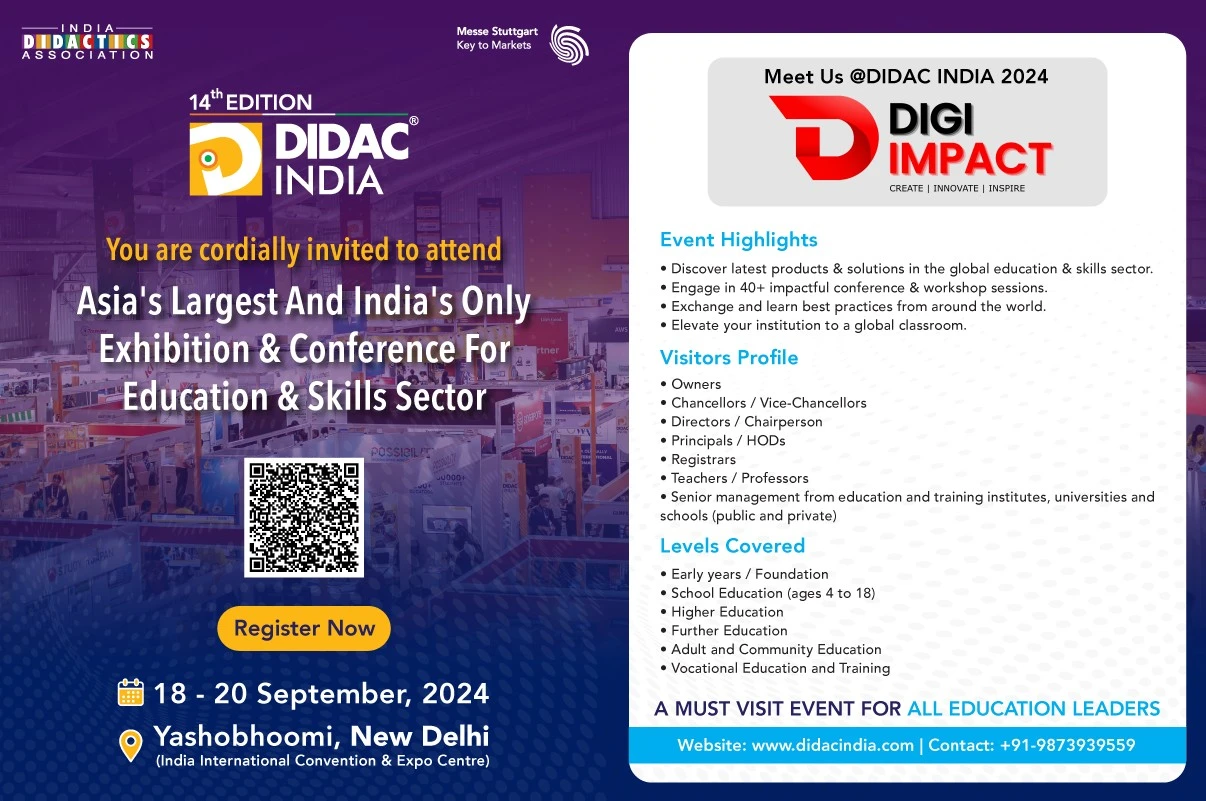 INDIA
DIDACTICS
ASSOCIATION
Messe Stuttgart
Key to Markets
14th EDITION
DIDAC®
INDIA
You are cordially invited to attend
Asia's Largest And India's Only
Exhibition & Conference For
Education & Skills Sector
Register Now
18 - 20 September, 2024
Yashobhoomi, New Delhi
(India International Convention & Expo Centre)
Meet Us @DIDAC INDIA 2024
DIGI
IMPACT
CREATE | INNOVATE | INSPIRE
Event Highlights
• Discover latest products & solutions in the global education & skills sector.
• Engage in 40+ impactful conference & workshop sessions.
• Exchange and learn best practices from around the world.
• Elevate your institution to a global classroom.
Visitors Profile
• Owners
• Chancellors / Vice-Chancellors
• Directors / Chairperson
• Principals / HODs
• Registrars
• Teachers / Professors
• Senior management from education and training institutes, universities and
schools (public and private)
Levels Covered
• Early years / Foundation
• School Education (ages 4 to 18)
• Higher Education
• Further Education
• Adult and Community Education
• Vocational Education and Training
A MUST VISIT EVENT FOR ALL EDUCATION LEADERS
Website: www.didacindia.com | Contact: +91-9873939559